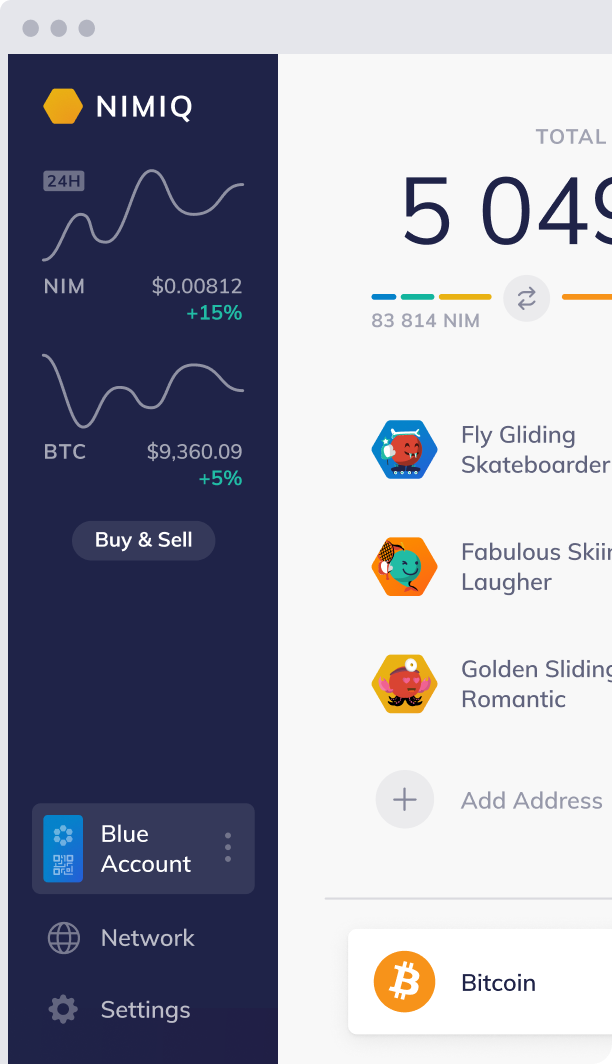 NIMIQ
24H
NIM $0.00812
+15%
BTC $9,360.09
+5%
Buy & Sell
Blue
Account
Network
Settings
TOTAL
5 049
83 814 NIM
Fly Gliding
Skateboarder
Fabulous
Laugher
Golden Sliding
Romantic
Add Address
Bitcoin